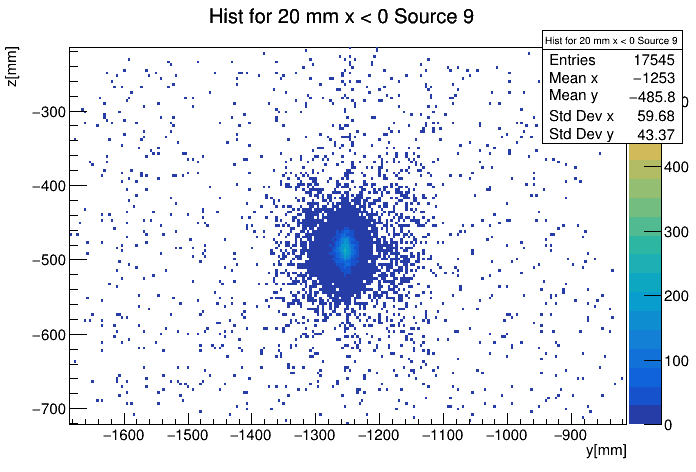 Hist for 20 mm x < 0 Source 9
Hist for 20 mm x < 0 Source 9
Entries 17545
Mean x −1253
Mean y −485.8
Std Dev x 59.68
Std Dev y 43.37
z[mm]
−300
−400
−500
−600
−700
−1600 −1500 −1400 −1300 −1200 −1100 −1000 −900
y[mm]
400
300
200
100
0